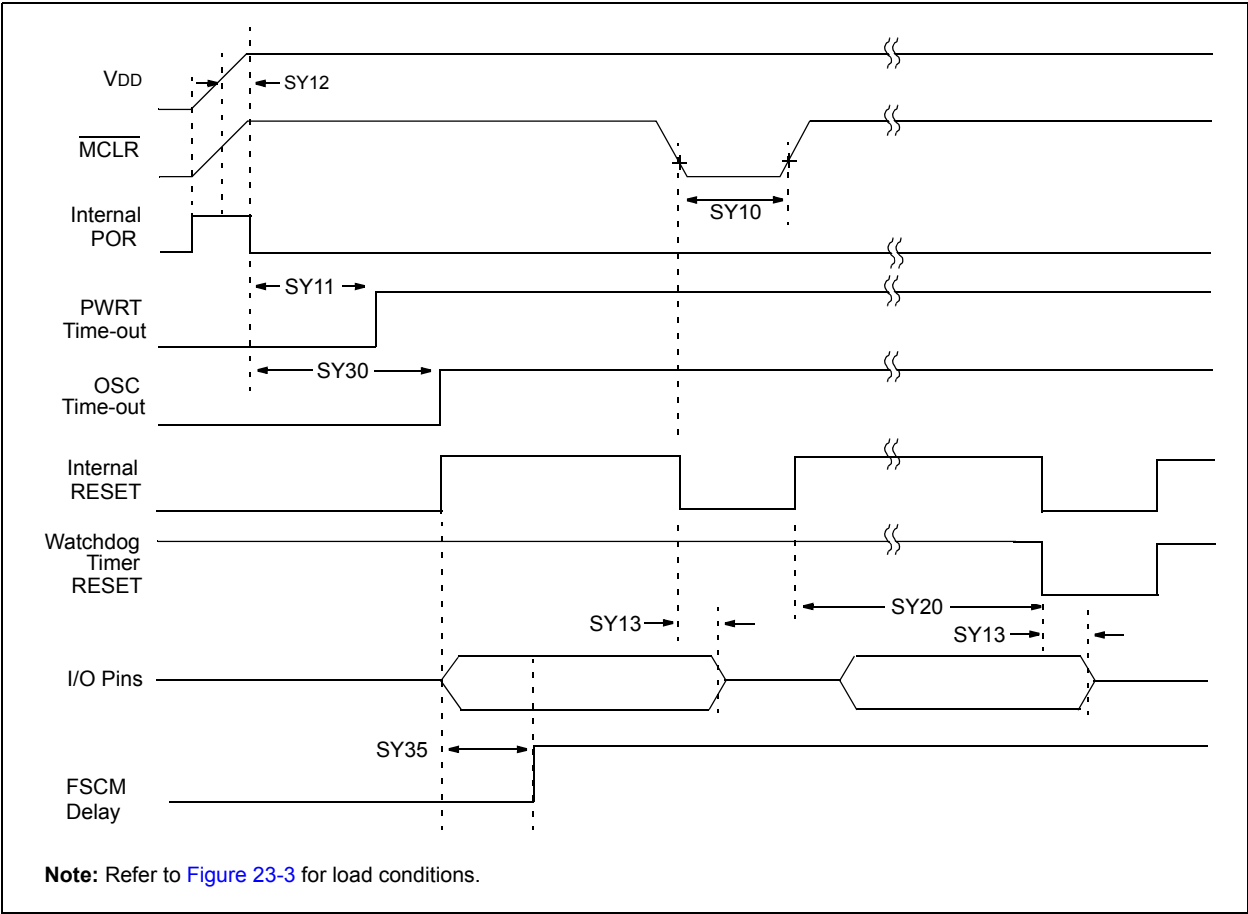 VDD
SY12
MCLR
SY10
Internal
POR
SY11
PWRT
Time-out
SY30
OSC
Time-out
Internal
RESET
Watchdog
Timer
RESET
SY20
SY13
SY13
I/O Pins
SY35
FSCM
Delay
Note: Refer to Figure 23-3 for load conditions.